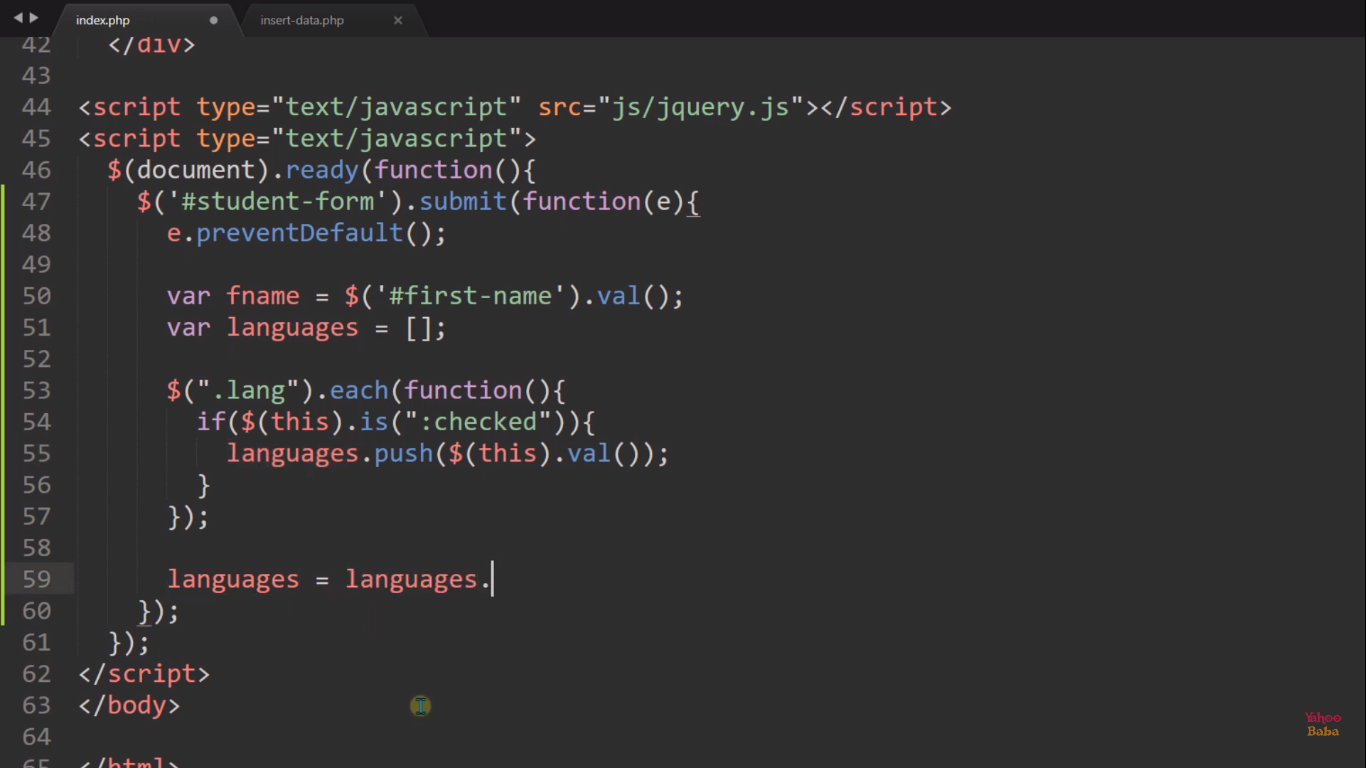 index.php
insert-data.php
42   </div>
43
44 <script type="text/javascript" src="js/jquery.js"></script>
45 <script type="text/javascript">
46   $(document).ready(function(){
47     $('#student-form').submit(function(e){
48       e.preventDefault();
49
50       var fname = $('#first-name').val();
51       var languages = [];
52
53       $(".lang").each(function(){
54         if($(this).is(":checked")){
55           languages.push($(this).val());
56         }
57       });
58
59       languages = languages.
60     });
61   });
62 </script>
63 </body>
64
65 </html>
Yahoo
Baba